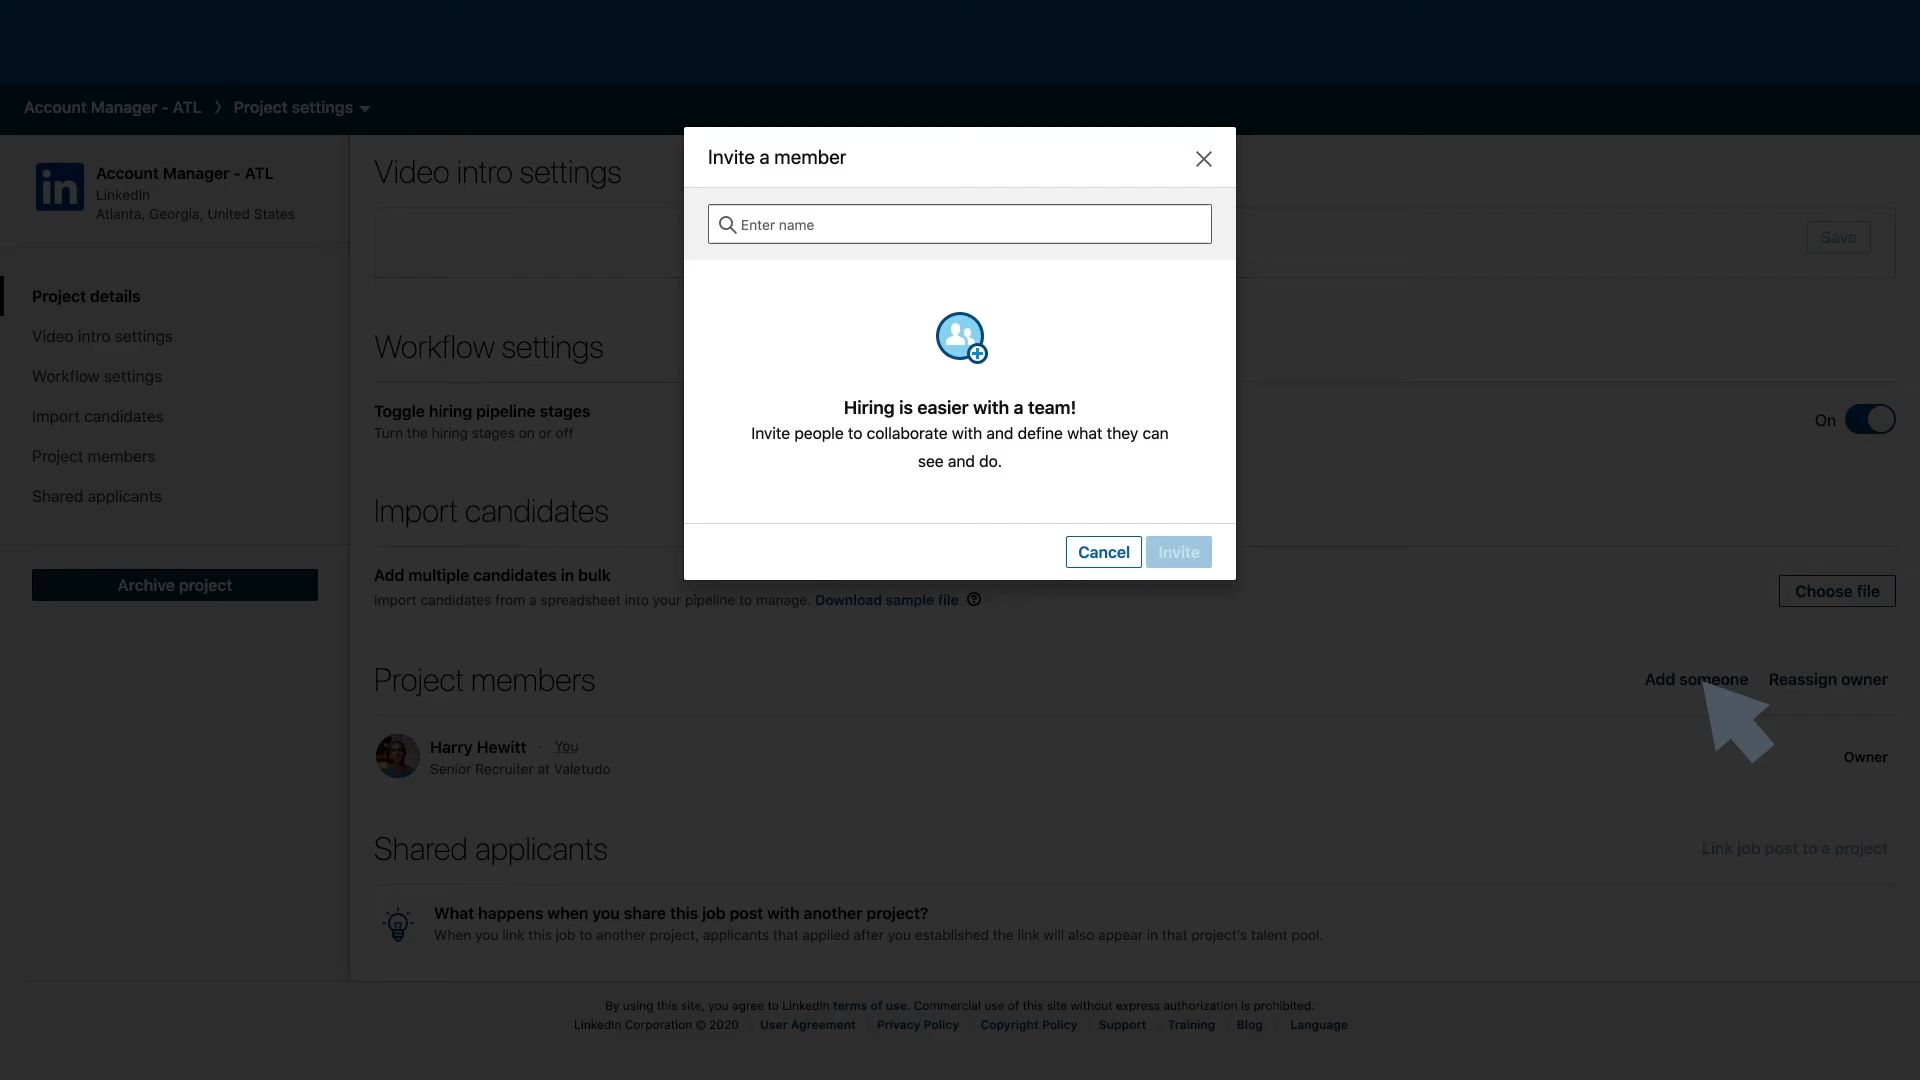 Account Manager - ATL
Project settings
Account Manager - ATL
LinkedIn
Atlanta, Georgia, United States
Project details
Video intro settings
Workflow settings
Import candidates
Project members
Shared applicants
Archive project
Video intro settings
Save
Workflow settings
Toggle hiring pipeline stages
Turn the hiring stages on or off
On
Import candidates
Add multiple candidates in bulk
Import candidates from a spreadsheet into your pipeline to manage. Download sample file
Choose file
Project members
Add someone
Reassign owner
Harry Hewitt · You
Senior Recruiter at Valetudo
Owner
Shared applicants
Link job post to a project
What happens when you share this job post with another project?
When you link this job to another project, applicants that applied after you established the link will also appear in that project's talent pool.
Invite a member
Enter name
Hiring is easier with a team!
Invite people to collaborate with and define what they can
see and do.
Cancel
Invite
By using this site, you agree to LinkedIn terms of use. Commercial use of this site without express authorization is prohibited.
LinkedIn Corporation © 2020 User Agreement Privacy Policy Copyright Policy Support Training Blog Language
in